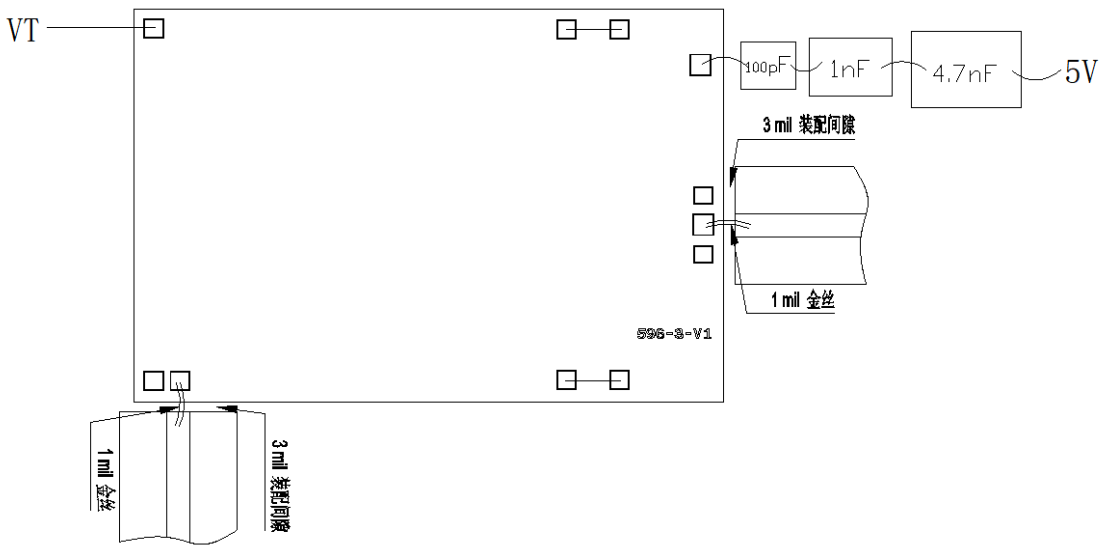 VT
100pF
1nF
4.7nF
5V
3 mil 装配间隙
1 mil 金丝
596-3-V1
1 mil 金丝
3 mil 装配间隙